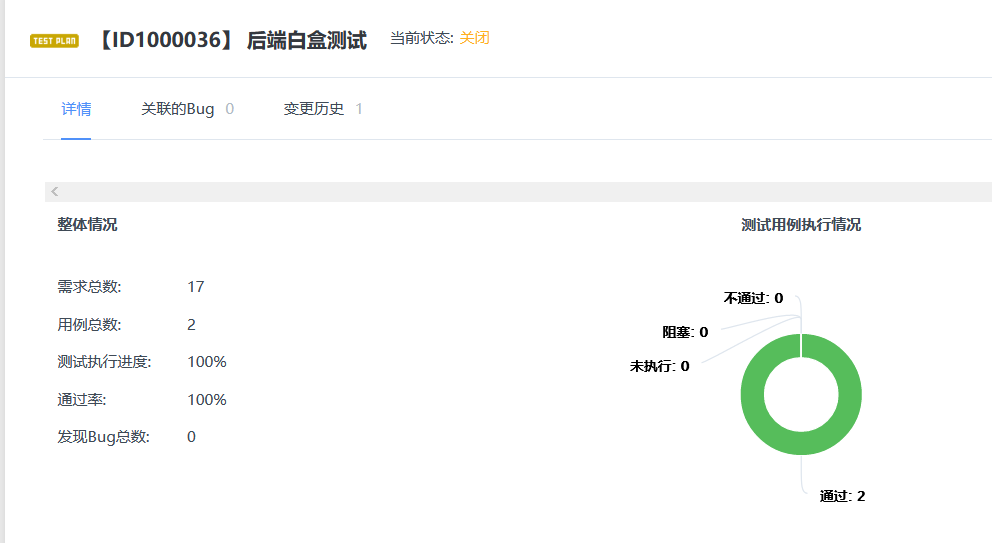 TEST PLAN 【ID1000036】 后端白盒测试 当前状态: 关闭
详情 关联的Bug 0 变更历史 1
整体情况
需求总数: 17
用例总数: 2
测试执行进度: 100%
通过率: 100%
发现Bug总数: 0
测试用例执行情况
不通过: 0
阻塞: 0
未执行: 0
通过: 2